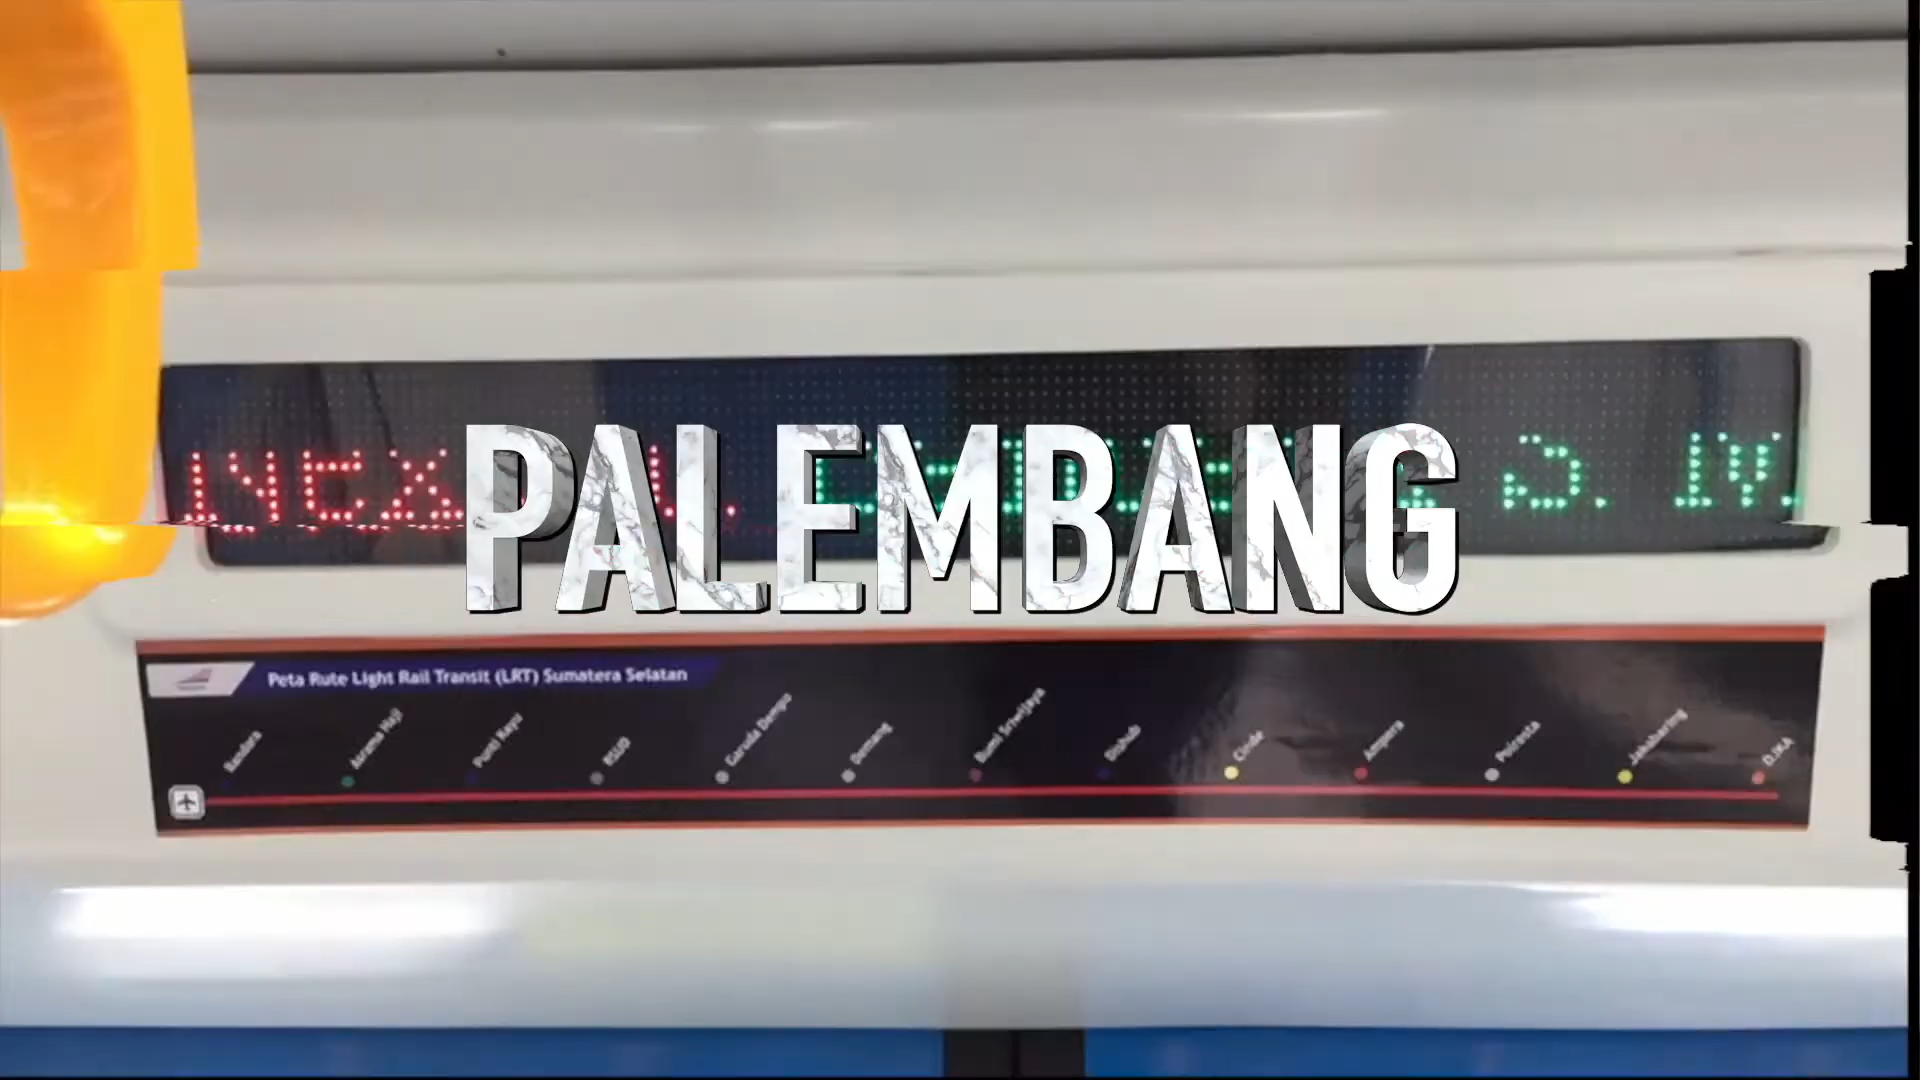 PALEMBANG
Peta Rute Light Rail Transit (LRT) Sumatera Selatan
Bandara
Asrama Haji
Punti Kayu
RSUD
Garuda Dempo
Demang
Bumi Sriwijaya
Dishub
Cinde
Ampera
Polresta
Jakabaring
DJKA